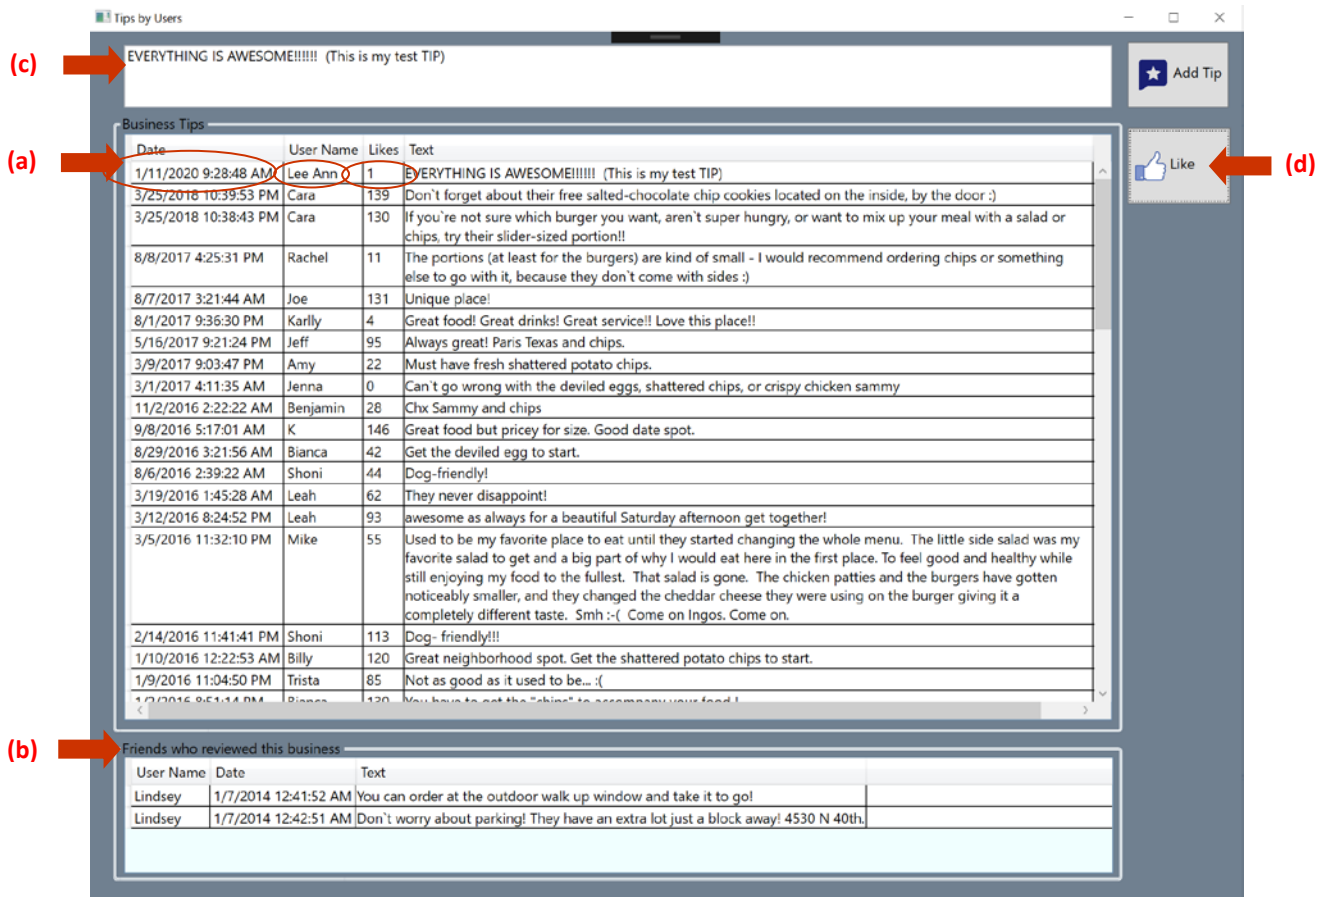 Tips by Users
(c)
EVERYTHING IS AWESOME!!!!!! (This is my test TIP)
Add Tip
Business Tips
(a)
Date User Name Likes Text
1/11/2020 9:28:48 AM Lee Ann 1 EVERYTHING IS AWESOME!!!!!! (This is my test TIP)
Like
(d)
3/25/2018 10:39:53 PM Cara 139 Don`t forget about their free salted-chocolate chip cookies located on the inside, by the door :)
3/25/2018 10:38:43 PM Cara 130 If you`re not sure which burger you want, aren`t super hungry, or want to mix up your meal with a salad or
chips, try their slider-sized portion!!
8/8/2017 4:25:31 PM Rachel 11 The portions (at least for the burgers) are kind of small - I would recommend ordering chips or something
else to go with it, because they don`t come with sides :)
8/7/2017 3:21:44 AM Joe 131 Unique place!
8/1/2017 9:36:30 PM Karlly 4 Great food! Great drinks! Great service!! Love this place!!
5/16/2017 9:21:24 PM Jeff 95 Always great! Paris Texas and chips.
3/9/2017 9:03:47 PM Amy 22 Must have fresh shattered potato chips.
3/1/2017 4:11:35 AM Jenna 0 Can`t go wrong with the deviled eggs, shattered chips, or crispy chicken sammy
11/2/2016 2:22:22 AM Benjamin 28 Chx Sammy and chips
9/8/2016 5:17:01 AM K 146 Great food but pricey for size. Good date spot.
8/29/2016 3:21:56 AM Bianca 42 Get the deviled egg to start.
8/6/2016 2:39:22 AM Shoni 44 Dog-friendly!
3/19/2016 1:45:28 AM Leah 62 They never disappoint!
3/12/2016 8:24:52 PM Leah 93 awesome as always for a beautiful Saturday afternoon get together!
3/5/2016 11:32:10 PM Mike 55 Used to be my favorite place to eat until they started changing the whole menu. The little side salad was my
favorite salad to get and a big part of why I would eat here in the first place. To feel good and healthy while
still enjoying my food to the fullest. That salad is gone. The chicken patties and the burgers have gotten
noticeably smaller, and they changed the cheddar cheese they were using on the burger giving it a
completely different taste. Smh :-( Come on Ingos. Come on.
2/14/2016 11:41:41 PM Shoni 113 Dog- friendly!!!
1/10/2016 12:22:53 AM Billy 120 Great neighborhood spot. Get the shattered potato chips to start.
1/9/2016 11:04:50 PM Trista 85 Not as good as it used to be... :(
1/2/2016 8:51:14 PM Bianca 130 You have to get the "chips" to accompany your food !
(b)
Friends who reviewed this business
User Name Date Text
Lindsey 1/7/2014 12:41:52 AM You can order at the outdoor walk up window and take it to go!
Lindsey 1/7/2014 12:42:51 AM Don`t worry about parking! They have an extra lot just a block away! 4530 N 40th.